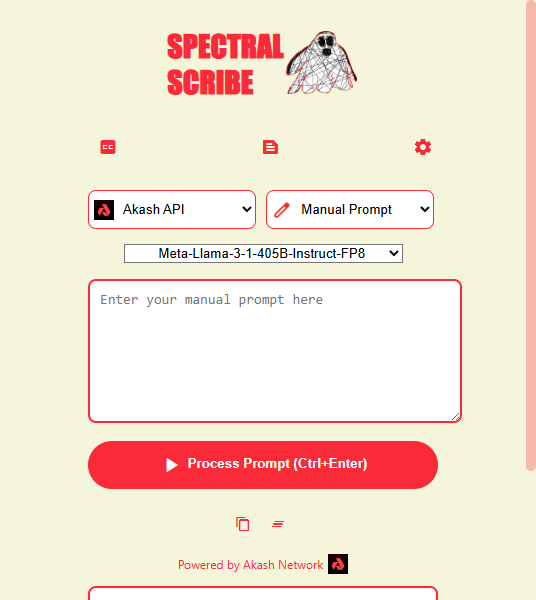 SPECTRAL
SCRIBE
CC
Akash API
Manual Prompt
Meta-Llama-3-1-405B-Instruct-FP8
Enter your manual prompt here
Process Prompt (Ctrl+Enter)
Powered by Akash Network